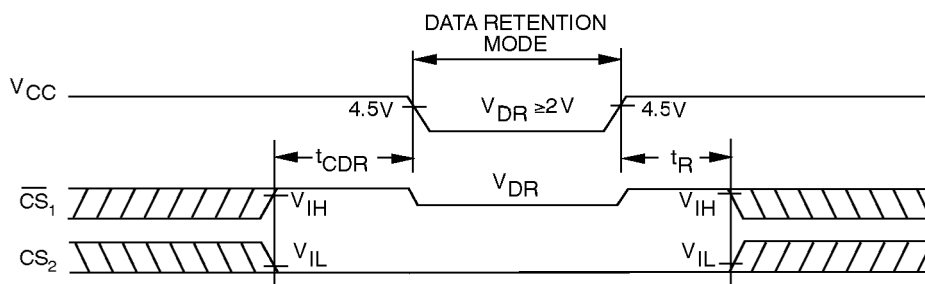 DATA RETENTION
MODE
VCC
4.5V
VDR ≥2V
4.5V
tCDR
tR
CS1
VIH
VDR
VIH
CS2
VIL
VIL